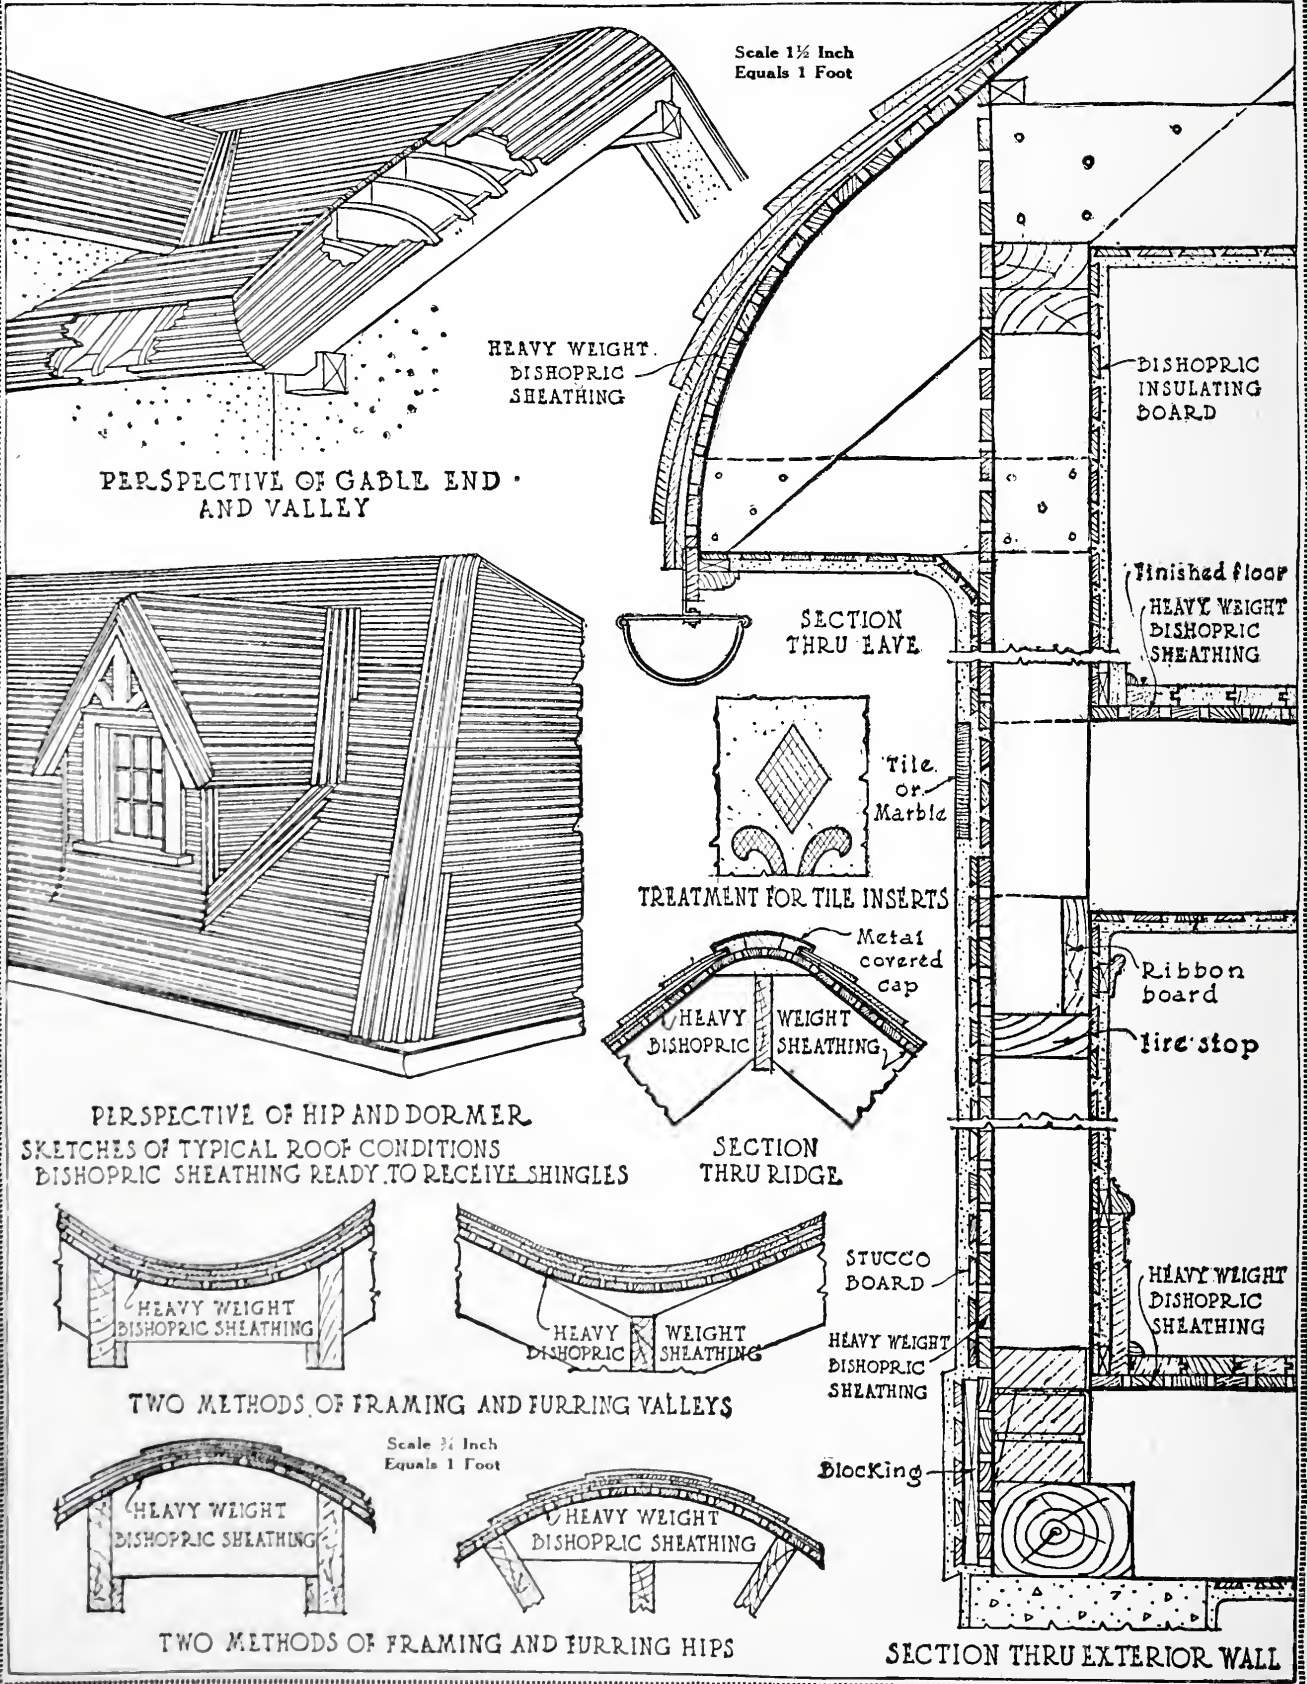 Scale 1½ Inch
Equals 1 Foot
HEAVY WEIGHT.
BISHOPRIC
SHEATHING
BISHOPRIC
INSULATING
BOARD
PERSPECTIVE OF GABLE END ·
AND VALLEY
Finished floor
HEAVY WEIGHT
BISHOPRIC
SHEATHING
SECTION
THRU EAVE
Tile
or
Marble
TREATMENT FOR TILE INSERTS
Metal
covered
cap
HEAVY WEIGHT
BISHOPRIC SHEATHING
SECTION
THRU RIDGE
Ribbon
board
Fire stop
PERSPECTIVE OF HIP AND DORMER
SKETCHES OF TYPICAL ROOF CONDITIONS
BISHOPRIC SHEATHING READY TO RECEIVE SHINGLES
HEAVY WEIGHT
BISHOPRIC SHEATHING
HEAVY WEIGHT
BISHOPRIC SHEATHING
STUCCO
BOARD
HEAVY WEIGHT
BISHOPRIC
SHEATHING
HEAVY WEIGHT
BISHOPRIC
SHEATHING
TWO METHODS OF FRAMING AND FURRING VALLEYS
Scale ¾ Inch
Equals 1 Foot
HEAVY WEIGHT
BISHOPRIC SHEATHING
HEAVY WEIGHT
BISHOPRIC SHEATHING
Blocking
TWO METHODS OF FRAMING AND FURRING HIPS
SECTION THRU EXTERIOR WALL